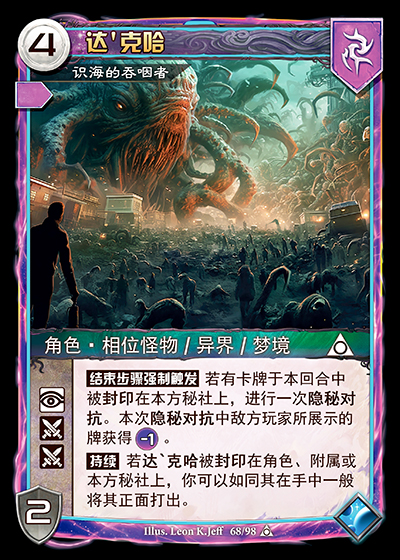 4
达'克哈
识海的吞咽者
角色·相位怪物 / 异界 / 梦境
结束步骤强制触发 若有卡牌于本回合中
被封印在本方秘社上，进行一次隐秘对
抗。本次隐秘对抗中敌方玩家所展示的
牌获得 -1 。
持续 若达`克哈被封印在角色、附属或
本方秘社上，你可以如同其在手中一般
将其正面打出。
2
Illus. Leon K.Jeff 68/98